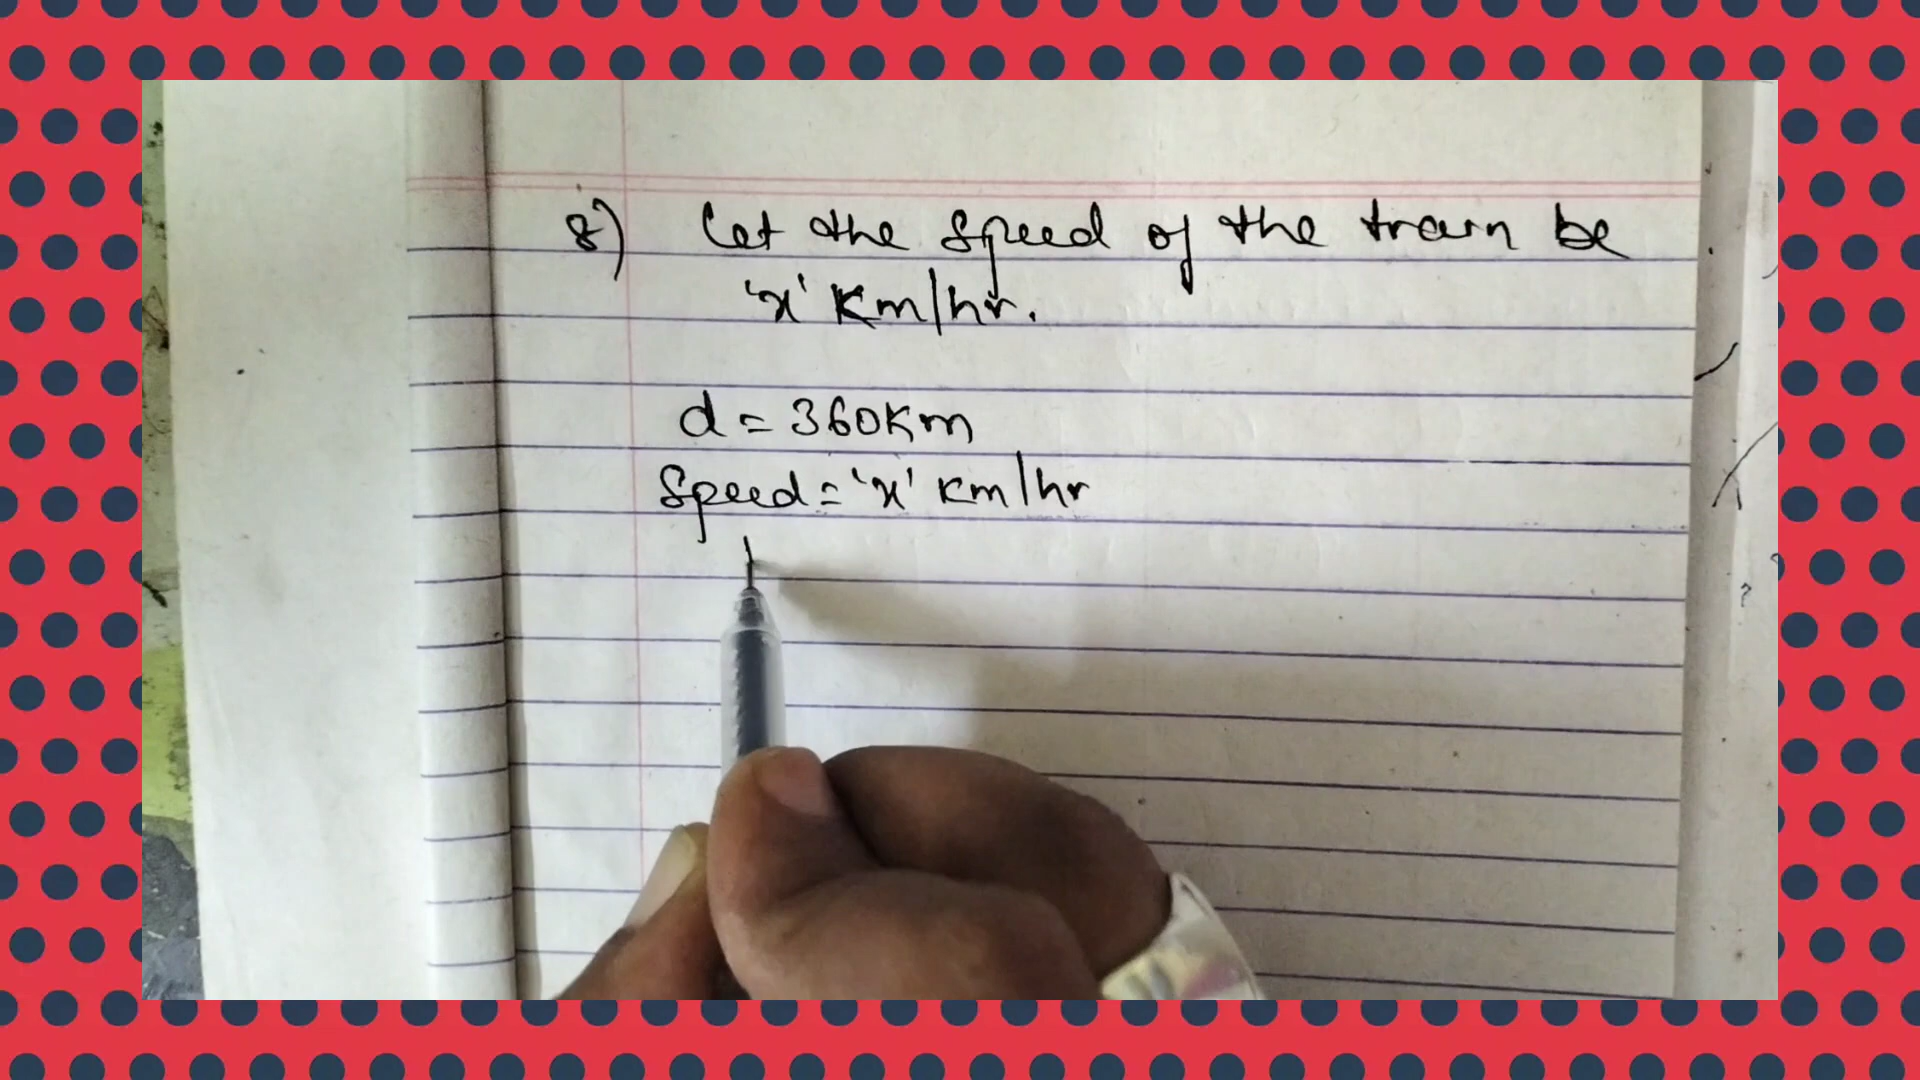 8) Let the speed of the train be
'x' Km/hr.
d = 360Km
Speed = 'x' Km/hr